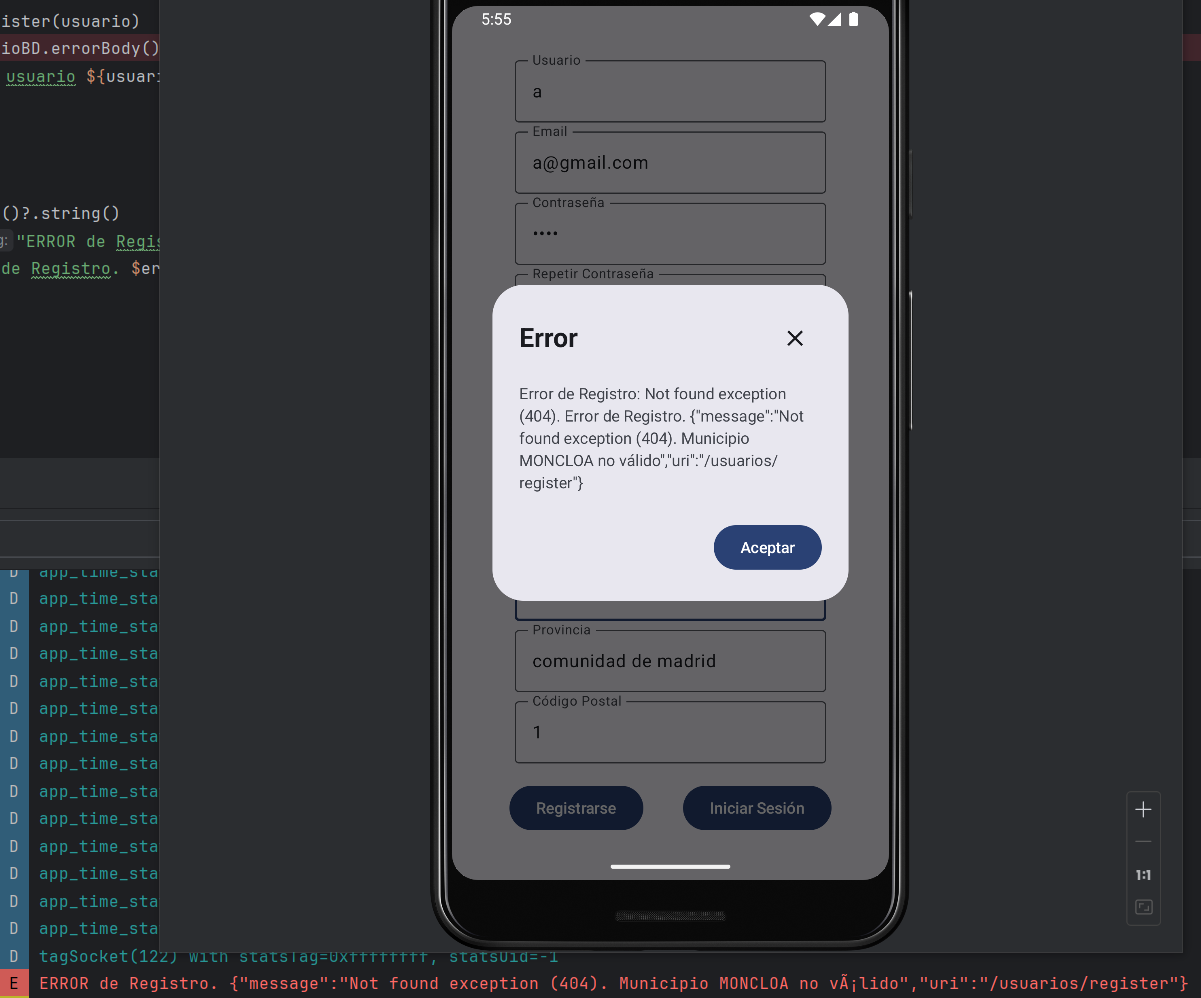 ister(usuario)
ioBD.errorBody()
usuario ${usuari
()?.string()
g: "ERROR de Regis
de Registro. $er
5:55
Usuario
a
Email
a@gmail.com
Contraseña
••••
Repetir Contraseña
Error
Error de Registro: Not found exception
(404). Error de Registro. {"message":"Not
found exception (404). Municipio
MONCLOA no válido","uri":"/usuarios/
register"}
Aceptar
Provincia
comunidad de madrid
Código Postal
1
Registrarse
Iniciar Sesión
1:1
D app_time_sta
D app_time_sta
D app_time_sta
D app_time_sta
D app_time_sta
D app_time_sta
D app_time_sta
D app_time_sta
D app_time_sta
D app_time_sta
D app_time_sta
D app_time_sta
D app_time_sta
D app_time_sta
D tagSocket(122) with statsTag=0xffffffff, statsUid=-1
E ERROR de Registro. {"message":"Not found exception (404). Municipio MONCLOA no vÃ¡lido","uri":"/usuarios/register"}